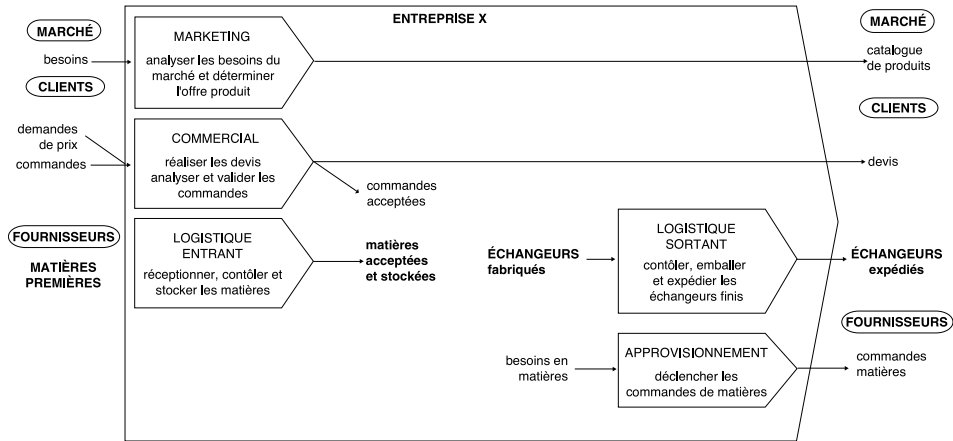 ENTREPRISE X
MARCHÉ
besoins
CLIENTS
demandes
de prix
commandes
FOURNISSEURS
MATIÈRES
PREMIÈRES
MARKETING
analyser les besoins du
marché et déterminer
l'offre produit
COMMERCIAL
réaliser les devis
analyser et valider les
commandes
commandes
acceptées
LOGISTIQUE
ENTRANT
réceptionner, contôler et
stocker les matières
matières
acceptées
et stockées
ÉCHANGEURS
fabriqués
LOGISTIQUE
SORTANT
contôler, emballer
et expédier les
échangeurs finis
besoins en
matières
APPROVISIONNEMENT
déclencher les
commandes de matières
MARCHÉ
catalogue
de produits
CLIENTS
devis
ÉCHANGEURS
expédiés
FOURNISSEURS
commandes
matières